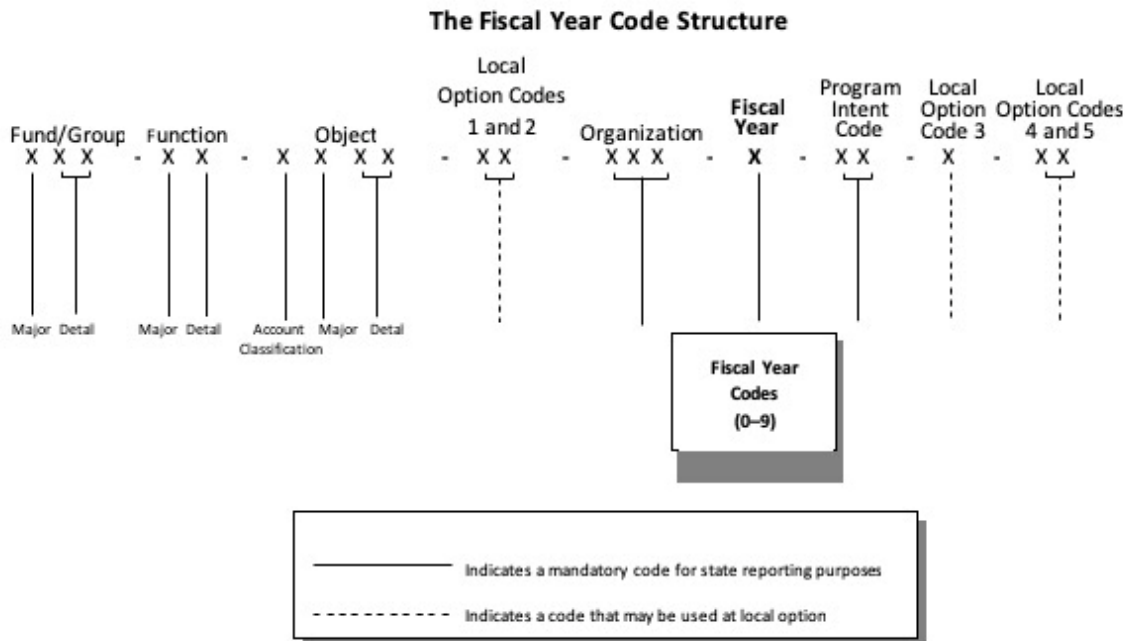 The Fiscal Year Code Structure
Fund/Group
Function
Object
Local
Option Codes
1 and 2
Organization
Fiscal
Year
Program
Intent
Code
Local
Option
Code 3
Local
Option Codes
4 and 5
X X X - X X - X X X X - X X - X X X - X - X X - X - X X
Major Detal Major Detal Account Major Detal
Classification
Fiscal Year
Codes
(0–9)
Indicates a mandatory code for state reporting purposes
Indicates a code that may be used at local option